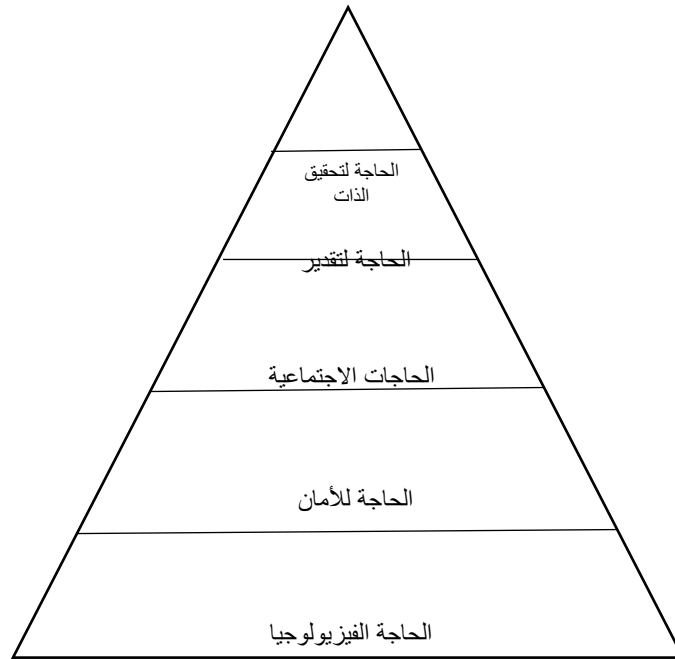 الحاجة لتحقيق
الذات
الحاجة لتقدير
الحاجات الاجتماعية
الحاجة للأمان
الحاجة الفيزيولوجيا